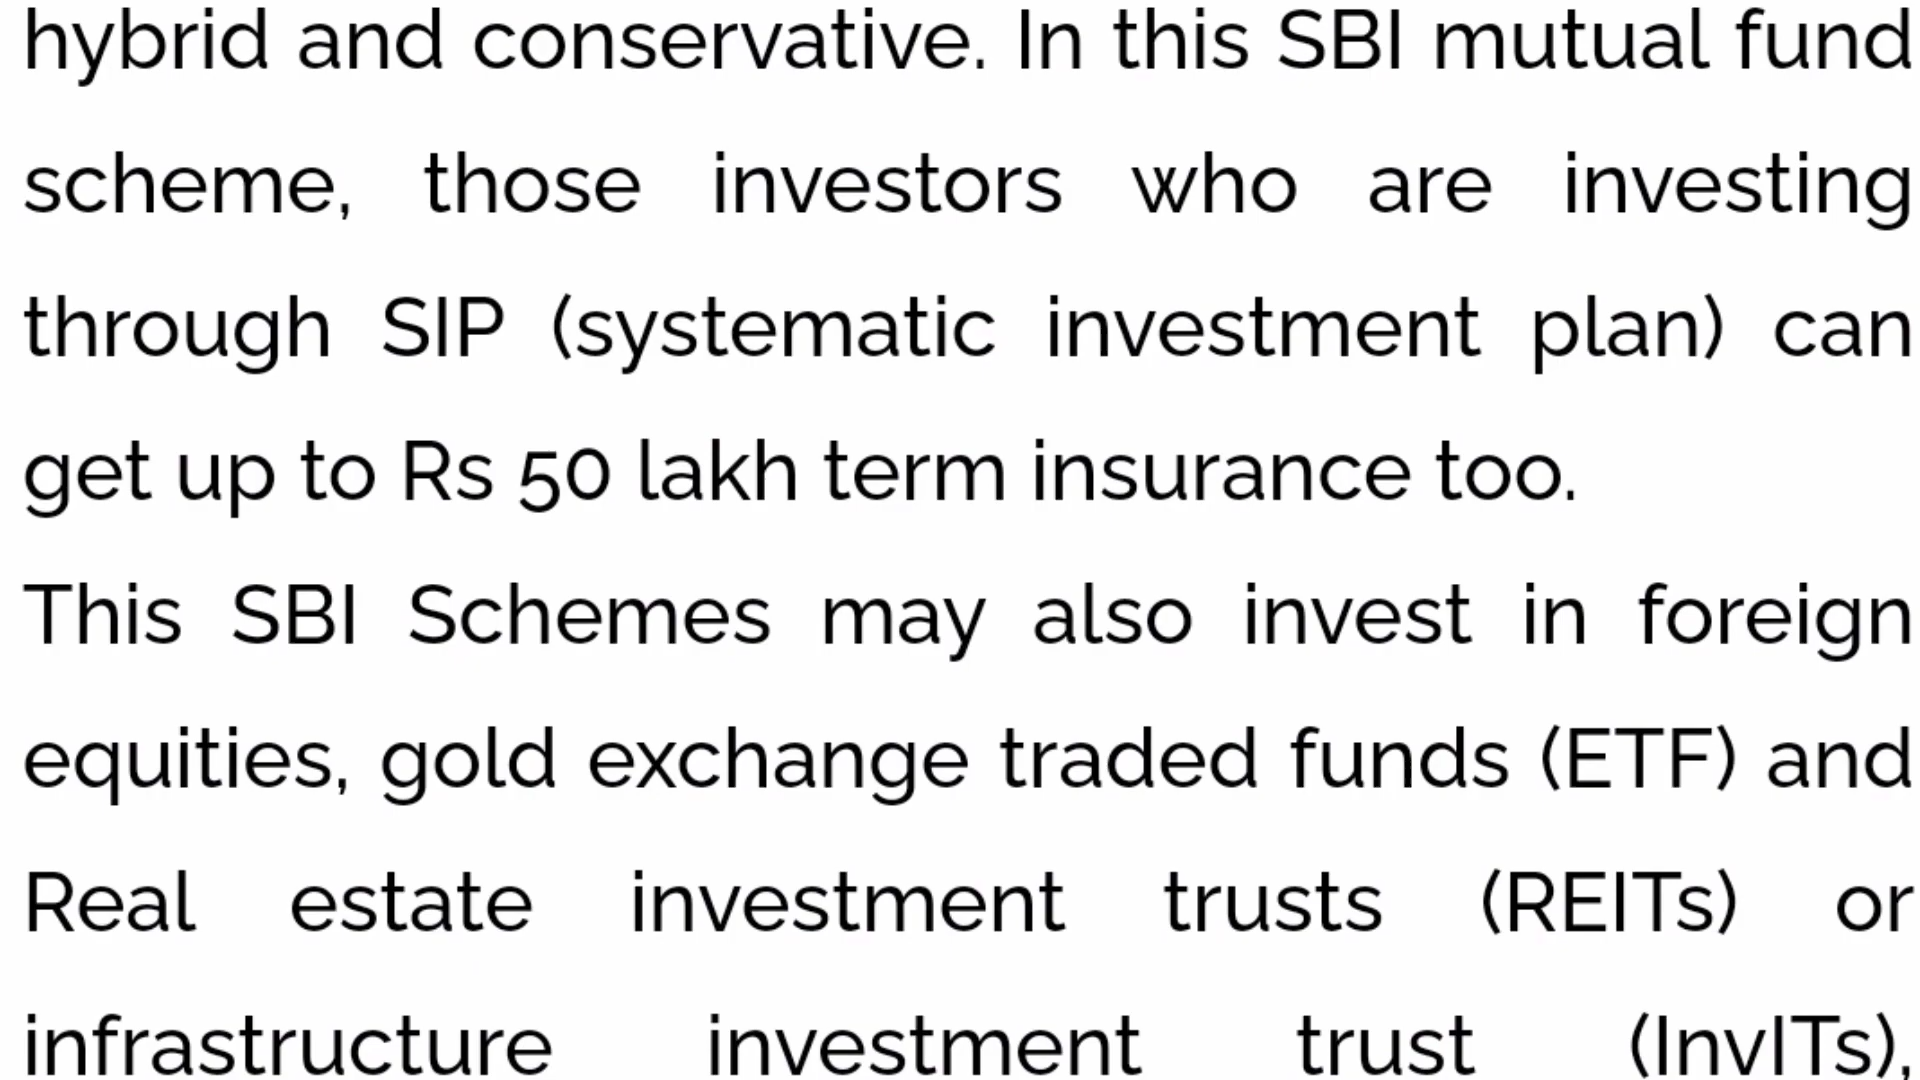 hybrid and conservative. In this SBI mutual fund
scheme, those investors who are investing
through SIP (systematic investment plan) can
get up to Rs 50 lakh term insurance too.
This SBI Schemes may also invest in foreign
equities, gold exchange traded funds (ETF) and
Real estate investment trusts (REITs) or
infrastructure investment trust (InvITs),